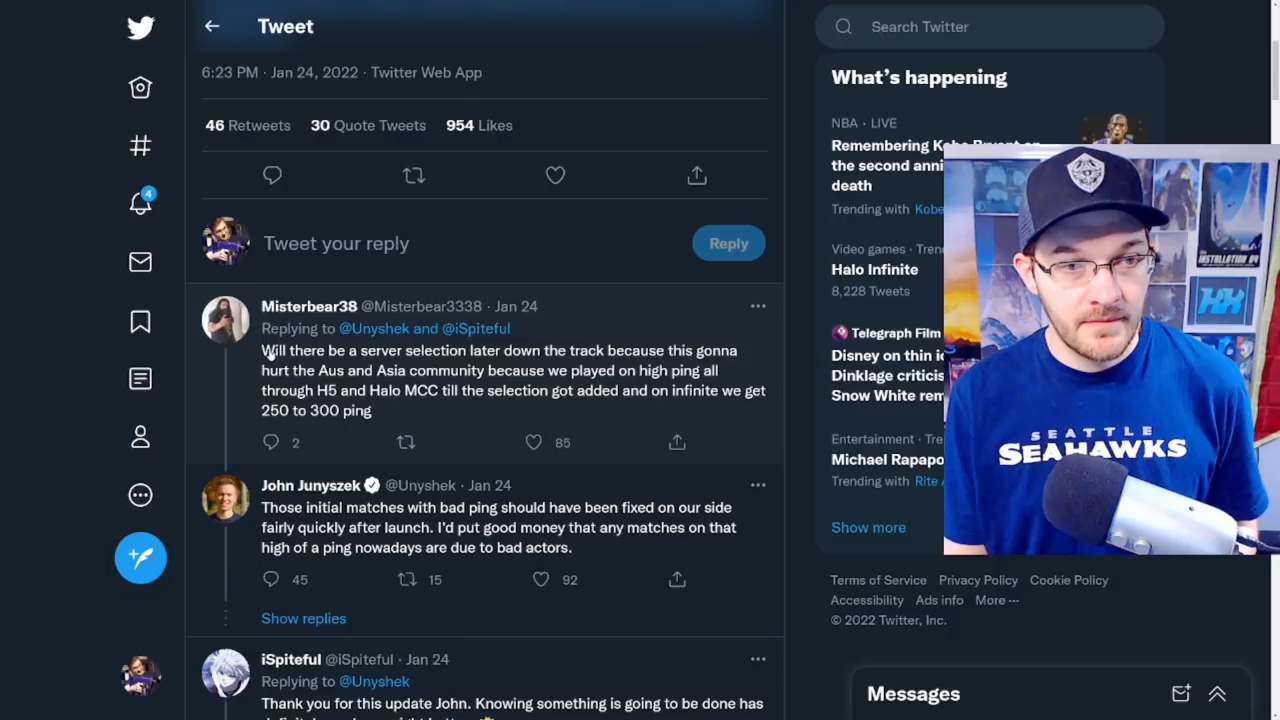 Tweet
6:23 PM · Jan 24, 2022 · Twitter Web App
46 Retweets 30 Quote Tweets 954 Likes
Tweet your reply
Reply
Misterbear38 @Misterbear3338 · Jan 24
Replying to @Unyshek and @iSpiteful
Will there be a server selection later down the track because this gonna
hurt the Aus and Asia community because we played on high ping all
through H5 and Halo MCC till the selection got added and on infinite we get
250 to 300 ping
2 85
John Junyszek @Unyshek · Jan 24
Those initial matches with bad ping should have been fixed on our side
fairly quickly after launch. I'd put good money that any matches on that
high of a ping nowadays are due to bad actors.
45 15 92
Show replies
iSpiteful @iSpiteful · Jan 24
Replying to @Unyshek
Thank you for this update John. Knowing something is going to be done has
4
Search Twitter
What's happening
NBA · LIVE
Remembering Kobe Bryant on
the second anni
death
Trending with Kobe
Video games · Tren
Halo Infinite
8,228 Tweets
Telegraph Film
Disney on thin ic
Dinklage criticis
Snow White rem
Entertainment · Tre
Michael Rapapo
Trending with Rite
Show more
INSTALLATION 04
SEATTLE
SEAHAWKS
Terms of Service Privacy Policy Cookie Policy
Accessibility Ads info More ···
© 2022 Twitter, Inc.
Messages